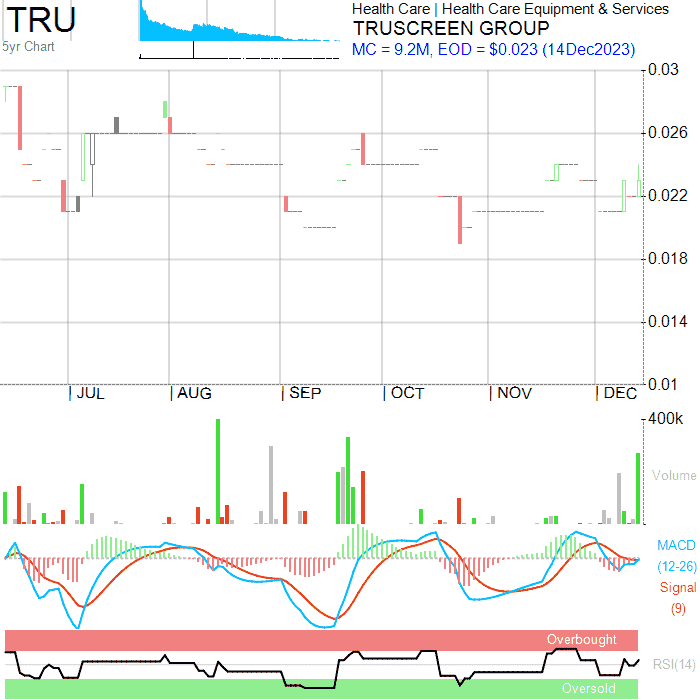 TRU
5yr Chart
Health Care | Health Care Equipment & Services
TRUSCREEN GROUP
MC = 9.2M, EOD = $0.023 (14Dec2023)
0.03
0.026
0.022
0.018
0.014
0.01
| JUL | AUG | SEP | OCT | NOV | DEC
400k
Volume
MACD
(12-26)
Signal
(9)
Overbought
RSI(14)
Oversold